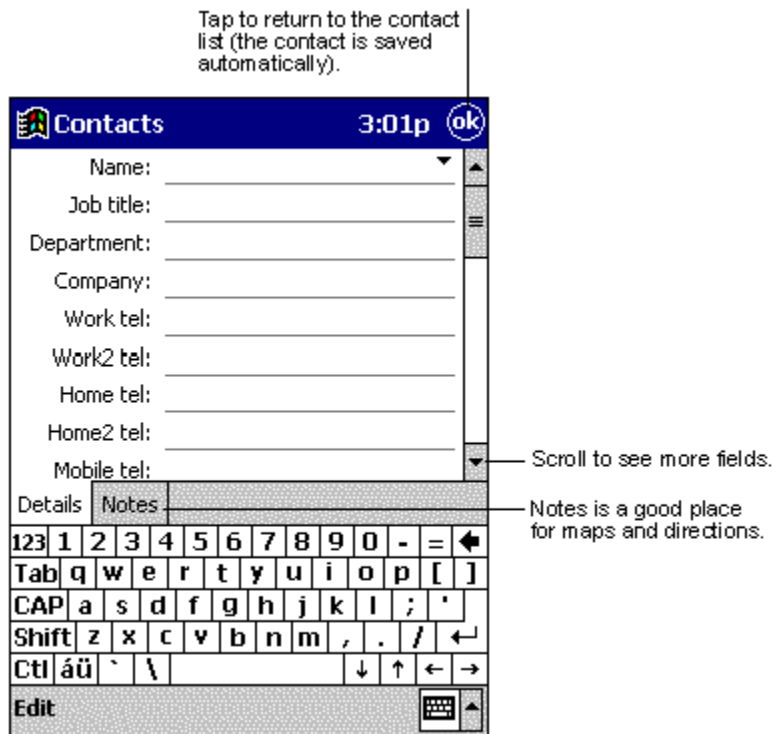 Tap to return to the contact
list (the contact is saved
automatically).
Contacts 3:01p ok
Name:
Job title:
Department:
Company:
Work tel:
Work2 tel:
Home tel:
Home2 tel:
Mobile tel:
Scroll to see more fields.
Details Notes
Notes is a good place
for maps and directions.
123 1 2 3 4 5 6 7 8 9 0 - =
Tab q w e r t y u i o p [ ]
CAP a s d f g h j k l ; '
Shift z x c v b n m , . /
Ctl áü ` \ ↓ ↑ ← →
Edit